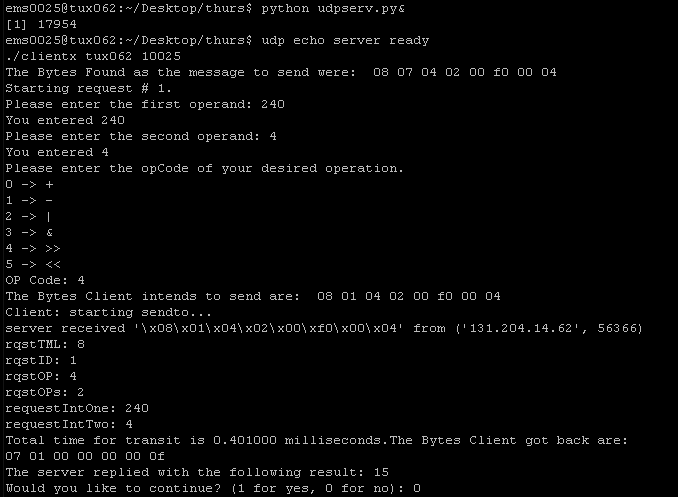 ems0025@tux062:~/Desktop/thurs$ python udpserv.py&
[1] 17954
ems0025@tux062:~/Desktop/thurs$ udp echo server ready
./clientx tux062 10025
The Bytes Found as the message to send were:  08 07 04 02 00 f0 00 04
Starting request # 1.
Please enter the first operand: 240
You entered 240
Please enter the second operand: 4
You entered 4
Please enter the opCode of your desired operation.
0 -> +
1 -> -
2 -> |
3 -> &
4 -> >>
5 -> <<
OP Code: 4
The Bytes Client intends to send are:  08 01 04 02 00 f0 00 04
Client: starting sendto...
server received '\x08\x01\x04\x02\x00\xf0\x00\x04' from ('131.204.14.62', 56366)
rqstTML: 8
rqstID: 1
rqstOP: 4
rqstOPs: 2
requestIntOne: 240
requestIntTwo: 4
Total time for transit is 0.401000 milliseconds.The Bytes Client got back are:
07 01 00 00 00 00 0f
The server replied with the following result: 15
Would you like to continue? (1 for yes, 0 for no): 0